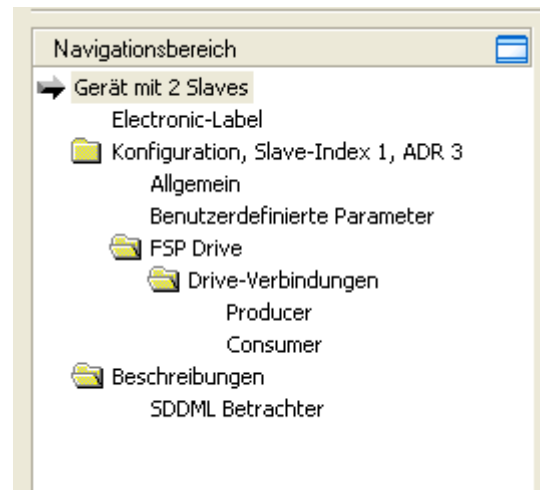 Navigationsbereich
Gerät mit 2 Slaves
Electronic-Label
Konfiguration, Slave-Index 1, ADR 3
Allgemein
Benutzerdefinierte Parameter
FSP Drive
Drive-Verbindungen
Producer
Consumer
Beschreibungen
SDDML Betrachter